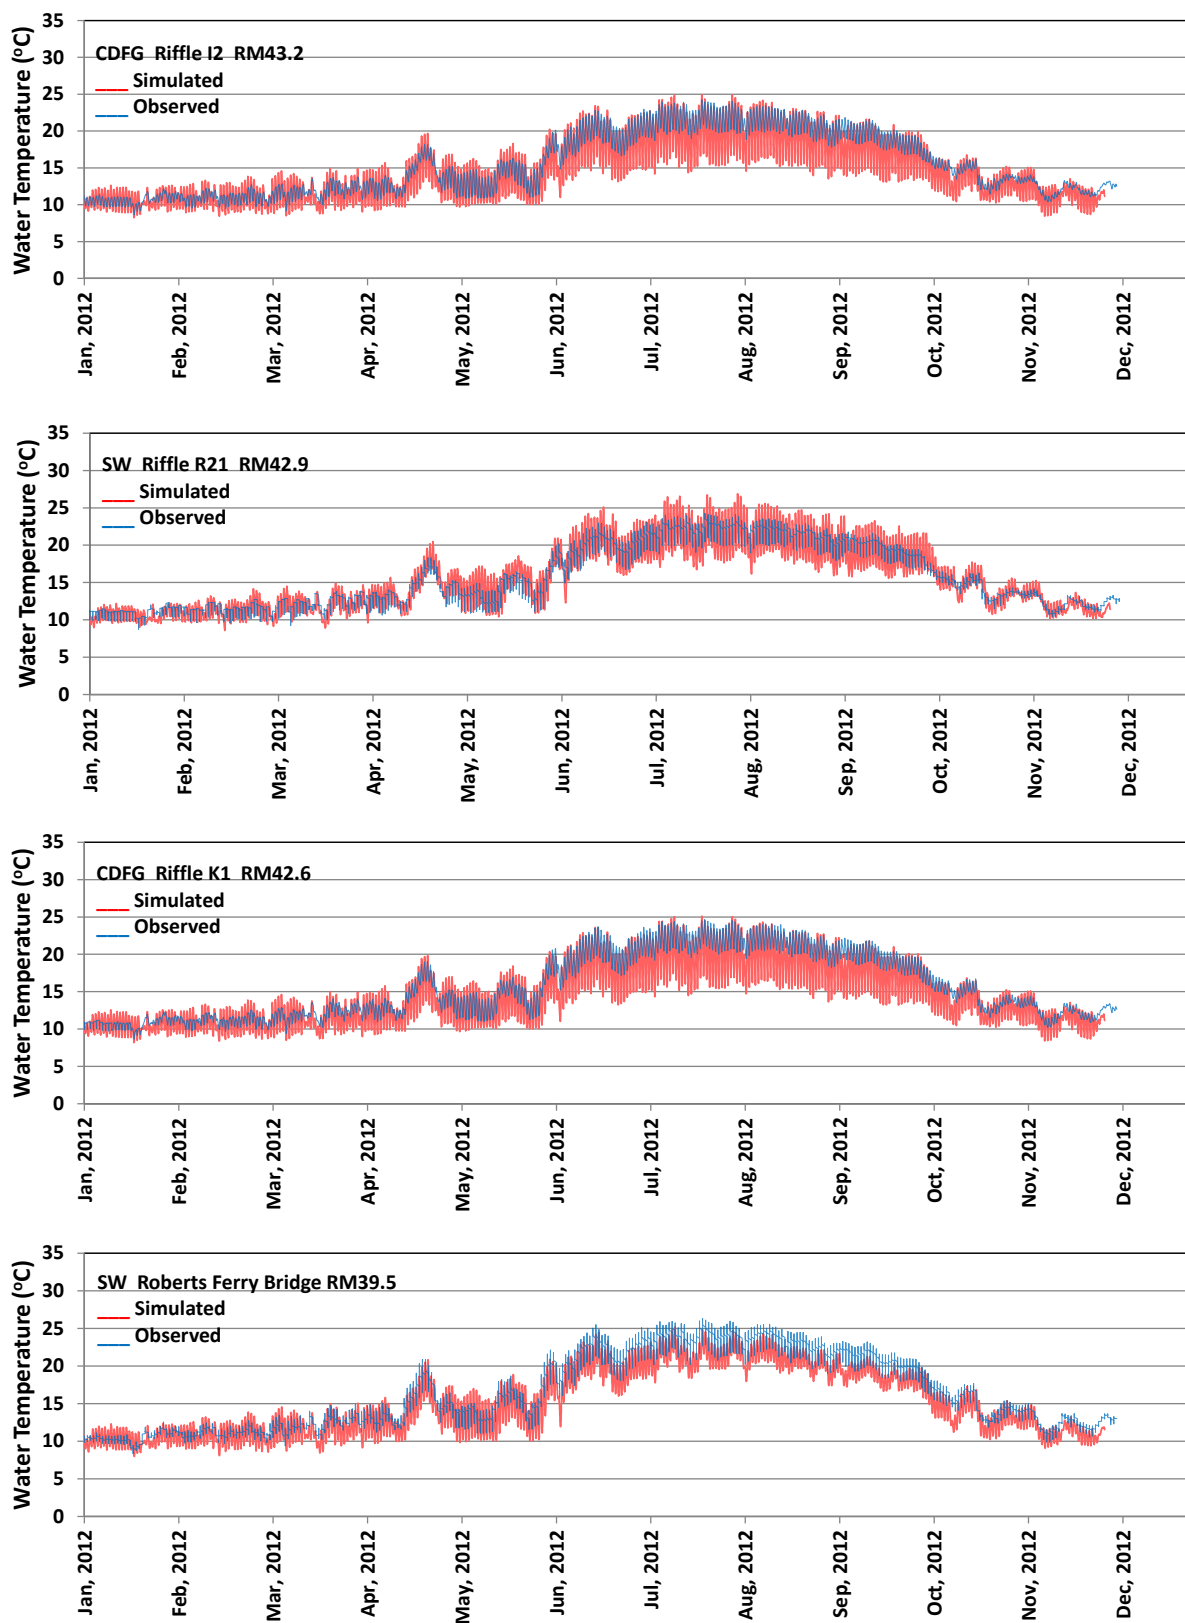 Water Temperature (oC)
35
30
25
20
15
10
5
0
CDFG Riffle I2 RM43.2
Simulated
Observed
Jan, 2012
Feb, 2012
Mar, 2012
Apr, 2012
May, 2012
Jun, 2012
Jul, 2012
Aug, 2012
Sep, 2012
Oct, 2012
Nov, 2012
Dec, 2012
Water Temperature (oC)
35
30
25
20
15
10
5
0
SW Riffle R21 RM42.9
Simulated
Observed
Jan, 2012
Feb, 2012
Mar, 2012
Apr, 2012
May, 2012
Jun, 2012
Jul, 2012
Aug, 2012
Sep, 2012
Oct, 2012
Nov, 2012
Dec, 2012
Water Temperature (oC)
35
30
25
20
15
10
5
0
CDFG Riffle K1 RM42.6
Simulated
Observed
Jan, 2012
Feb, 2012
Mar, 2012
Apr, 2012
May, 2012
Jun, 2012
Jul, 2012
Aug, 2012
Sep, 2012
Oct, 2012
Nov, 2012
Dec, 2012
Water Temperature (oC)
35
30
25
20
15
10
5
0
SW Roberts Ferry Bridge RM39.5
Simulated
Observed
Jan, 2012
Feb, 2012
Mar, 2012
Apr, 2012
May, 2012
Jun, 2012
Jul, 2012
Aug, 2012
Sep, 2012
Oct, 2012
Nov, 2012
Dec, 2012